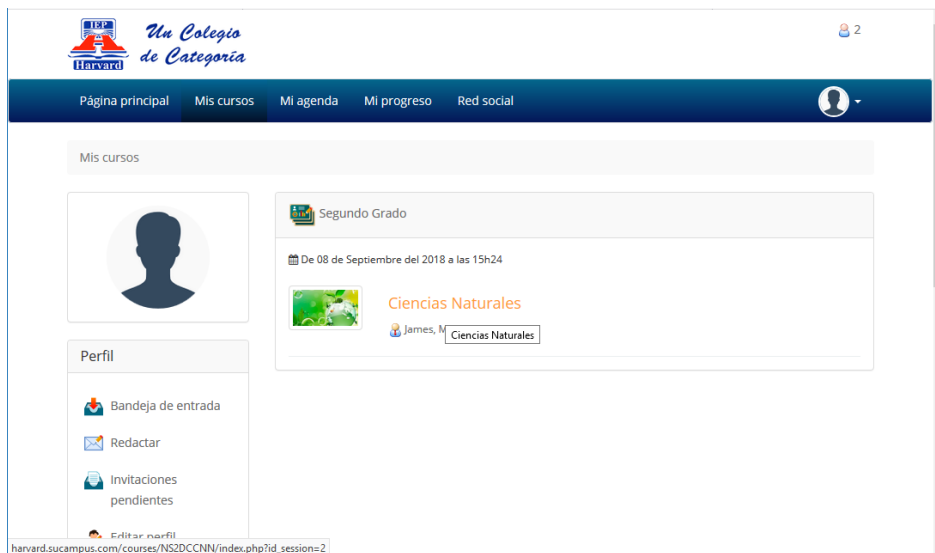 IEP
Harvard
Un Colegio
de Categoría
2
Página principal Mis cursos Mi agenda Mi progreso Red social
Mis cursos
Segundo Grado
De 08 de Septiembre del 2018 a las 15h24
Ciencias Naturales
James,
Ciencias Naturales
Perfil
Bandeja de entrada
Redactar
Invitaciones
pendientes
Editar perfil
harvard.sucampus.com/courses/NS2DCCNN/index.php?id_session=2